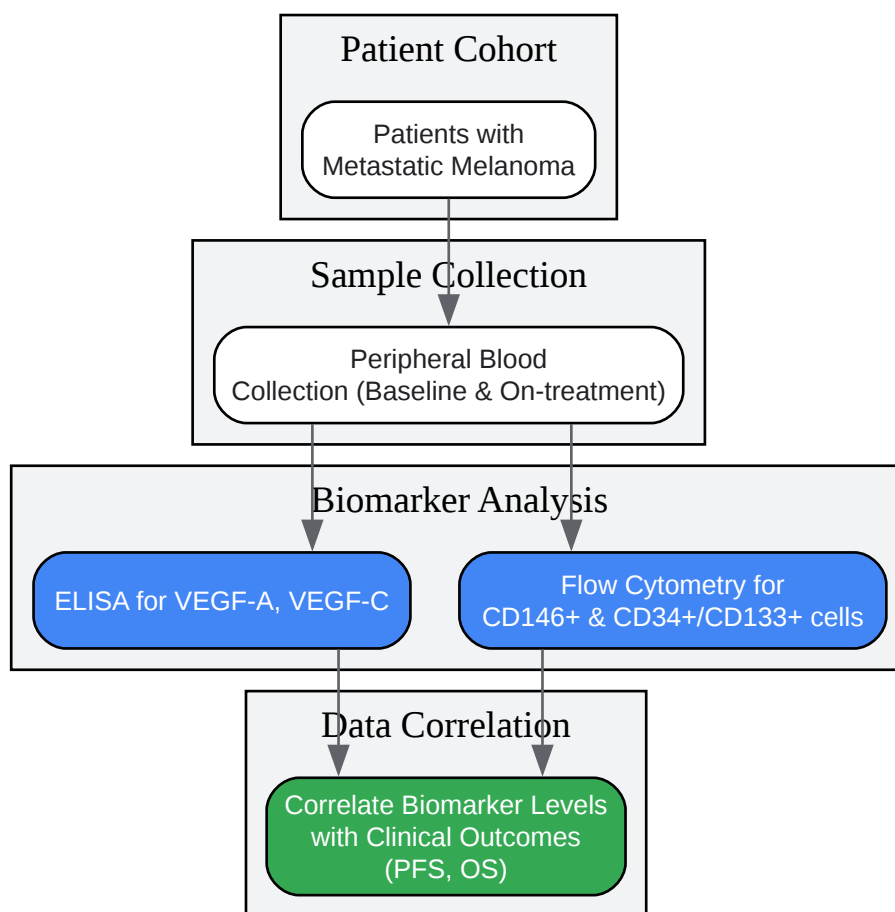 Patient Cohort
Patients with
Metastatic Melanoma
Sample Collection
Peripheral Blood
Collection (Baseline & On-treatment)
Biomarker Analysis
ELISA for VEGF-A, VEGF-C
Flow Cytometry for
CD146+ & CD34+/CD133+ cells
Data Correlation
Correlate Biomarker Levels
with Clinical Outcomes
(PFS, OS)